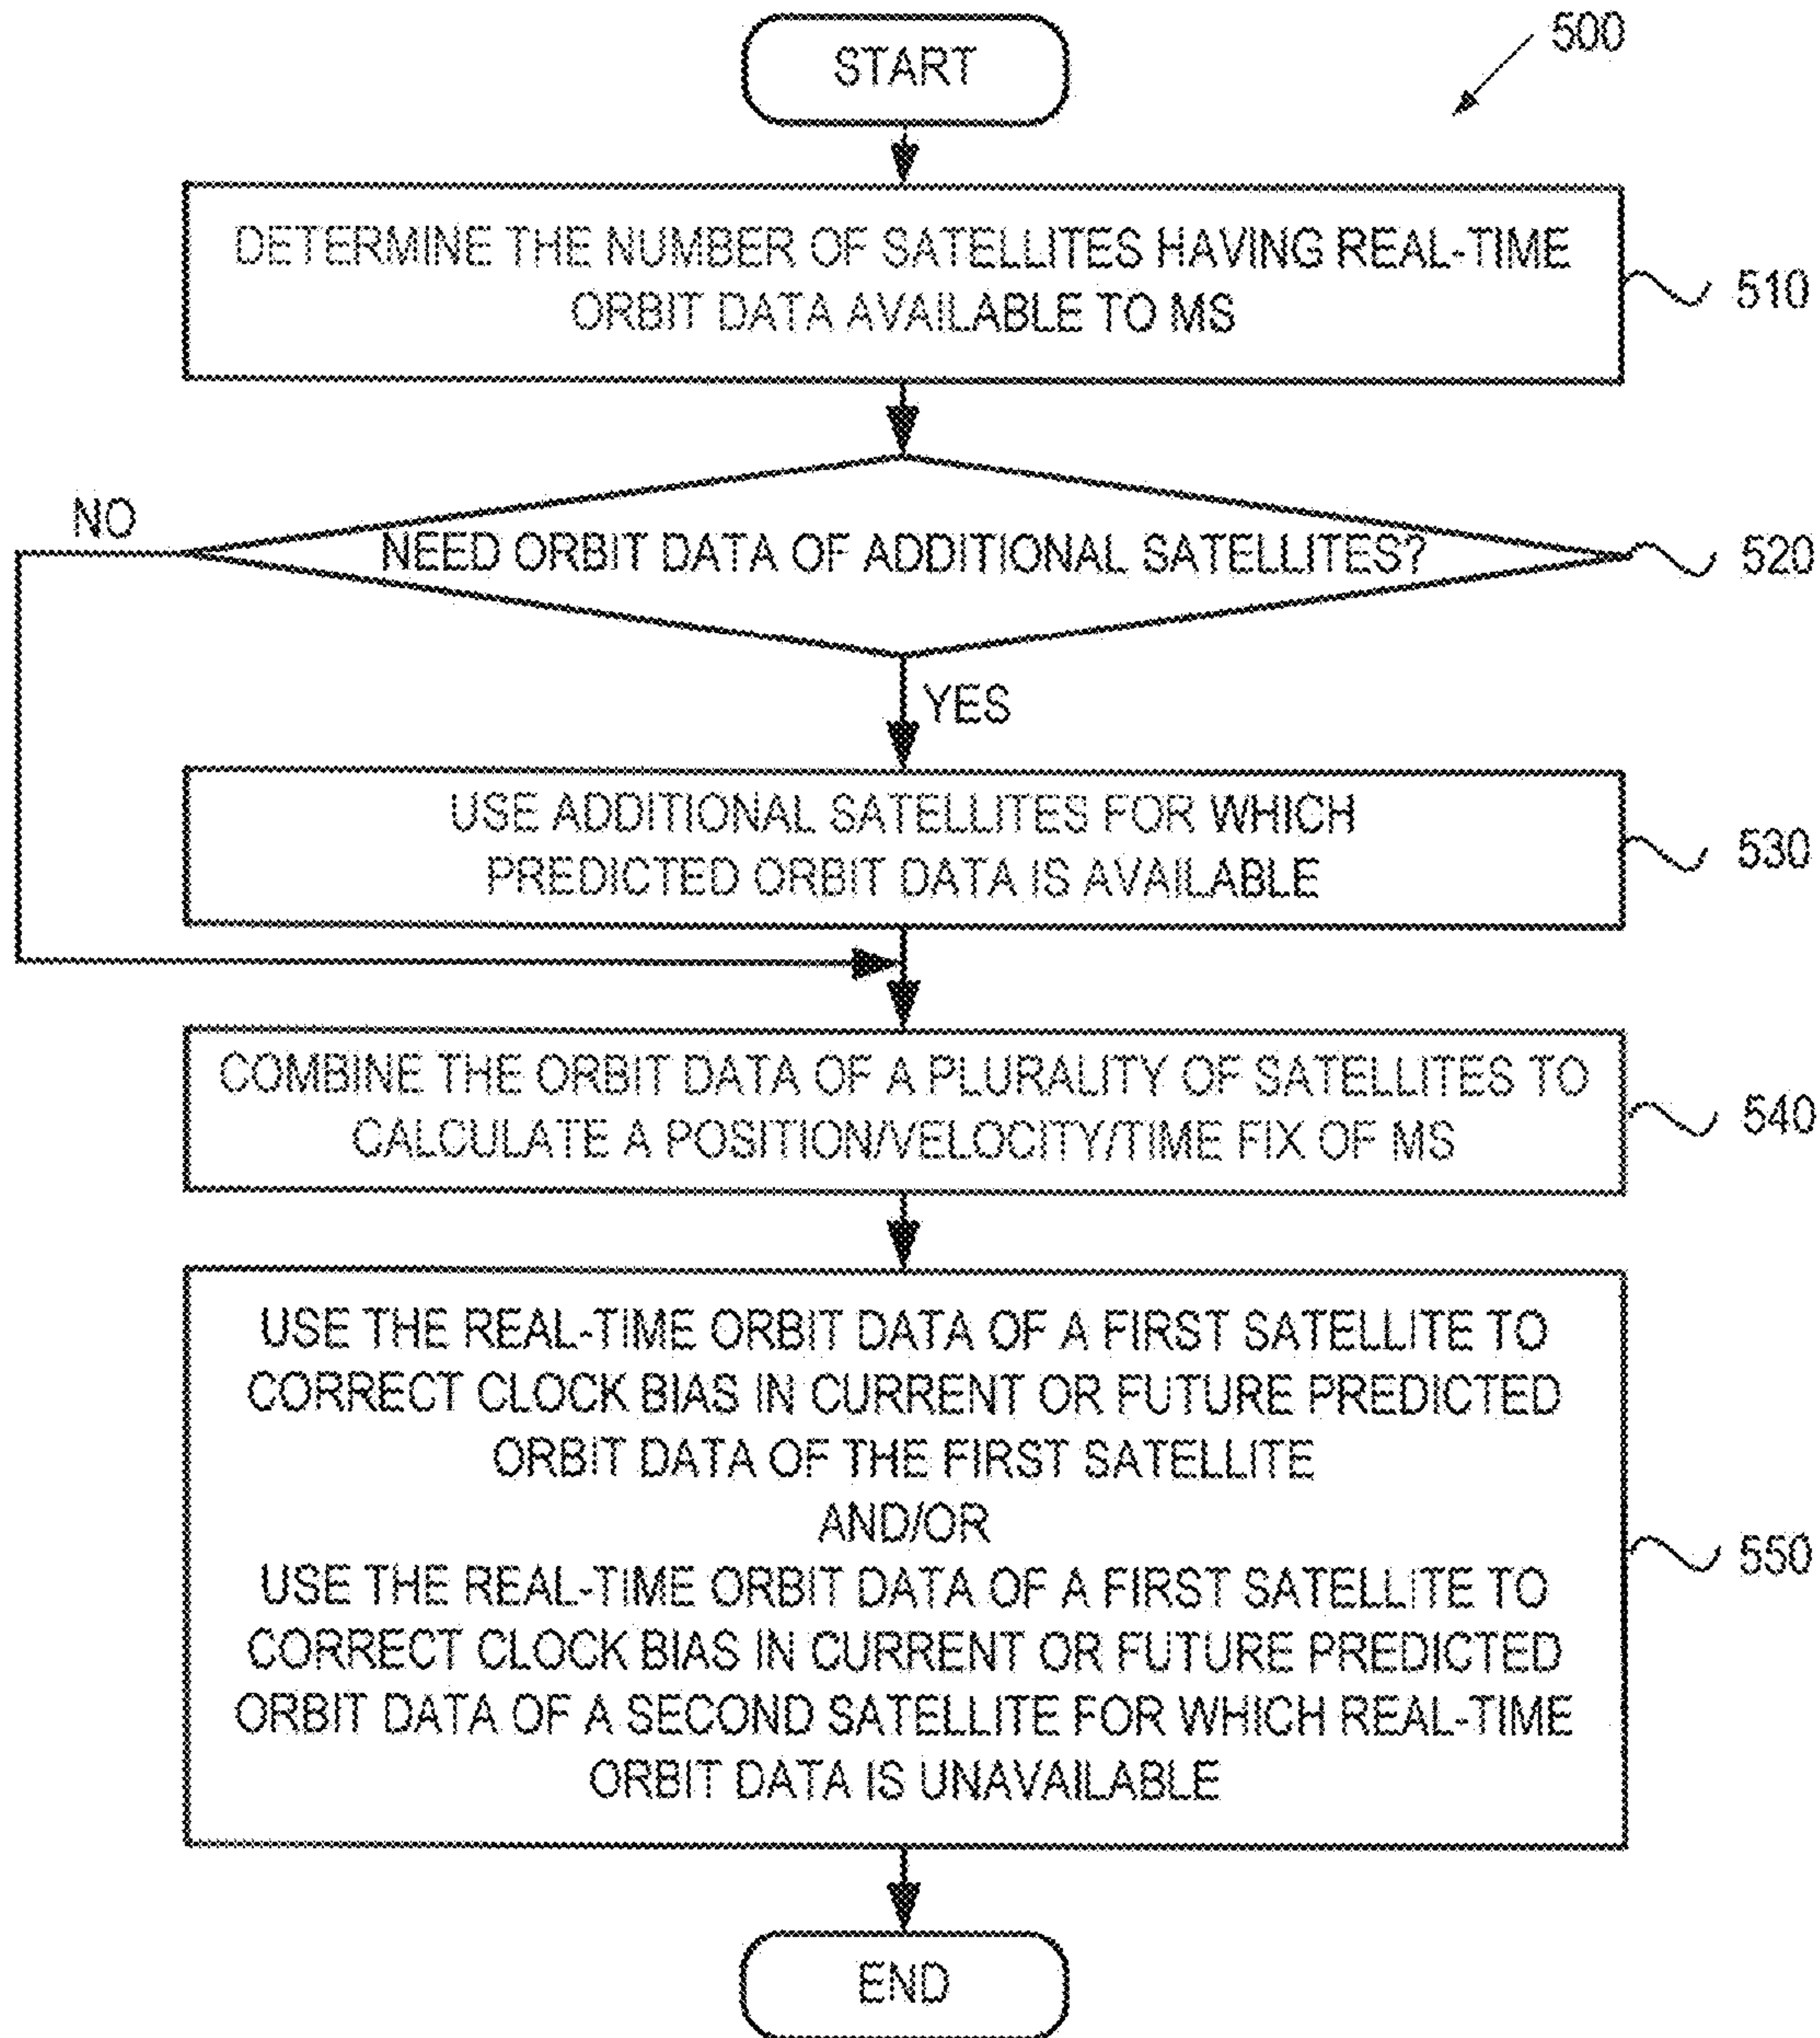 500
START
DETERMINE THE NUMBER OF SATELLITES HAVING REAL-TIME
ORBIT DATA AVAILABLE TO MS
510
NO
NEED ORBIT DATA OF ADDITIONAL SATELLITES?
520
YES
USE ADDITIONAL SATELLITES FOR WHICH
PREDICTED ORBIT DATA IS AVAILABLE
530
COMBINE THE ORBIT DATA OF A PLURALITY OF SATELLITES TO
CALCULATE A POSITION/VELOCITY/TIME FIX OF MS
540
USE THE REAL-TIME ORBIT DATA OF A FIRST SATELLITE TO
CORRECT CLOCK BIAS IN CURRENT OR FUTURE PREDICTED
ORBIT DATA OF THE FIRST SATELLITE
AND/OR
USE THE REAL-TIME ORBIT DATA OF A FIRST SATELLITE TO
CORRECT CLOCK BIAS IN CURRENT OR FUTURE PREDICTED
ORBIT DATA OF A SECOND SATELLITE FOR WHICH REAL-TIME
ORBIT DATA IS UNAVAILABLE
550
END